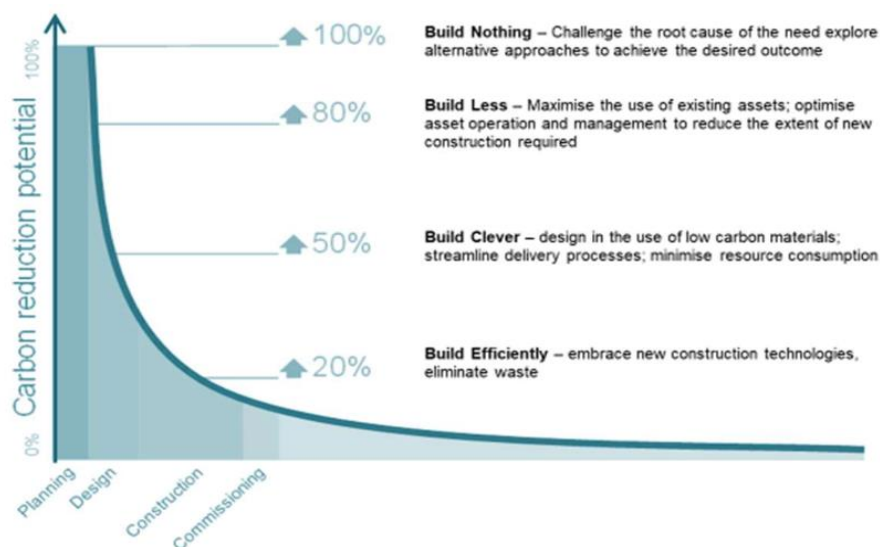 100%
Build Nothing – Challenge the root cause of the need explore
alternative approaches to achieve the desired outcome
80%
Build Less – Maximise the use of existing assets; optimise
asset operation and management to reduce the extent of new
construction required
50%
Build Clever – design in the use of low carbon materials;
streamline delivery processes; minimise resource consumption
20%
Build Efficiently – embrace new construction technologies,
eliminate waste
100%
Carbon reduction potential
0%
Planning
Design
Construction
Commissioning